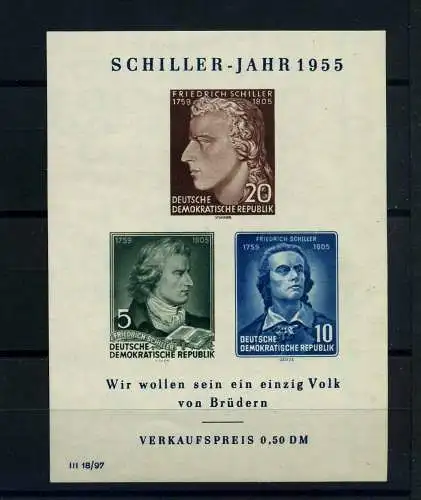 SCHILLER-JAHR 1955
FRIEDRICH SCHILLER
1759 1805
20
DEUTSCHE
DEMOKRATISCHE REPUBLIK
1759 1805
5
FRIEDRICH SCHILLER
DEUTSCHE
DEMOKRATISCHE REPUBLIK
FRIEDRICH SCHILLER
1759 1805
10
DEUTSCHE
DEMOKRATISCHE REPUBLIK
Wir wollen sein ein einzig Volk
von Brüdern
VERKAUFSPREIS 0,50 DM
III 18/97